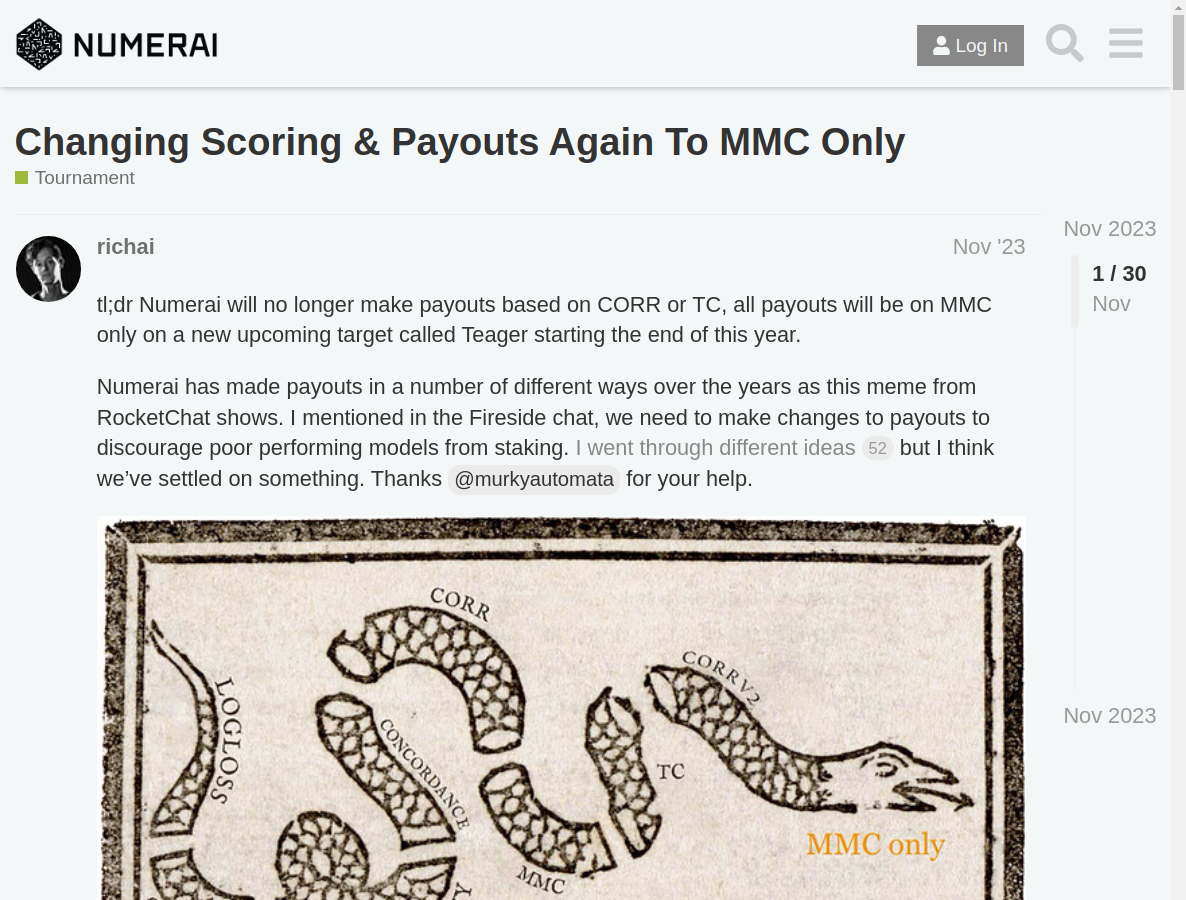 NUMERAI
Log In
Changing Scoring & Payouts Again To MMC Only
Tournament
richai
Nov '23
tl;dr Numerai will no longer make payouts based on CORR or TC, all payouts will be on MMC
only on a new upcoming target called Teager starting the end of this year.
Numerai has made payouts in a number of different ways over the years as this meme from
RocketChat shows. I mentioned in the Fireside chat, we need to make changes to payouts to
discourage poor performing models from staking. I went through different ideas 52 but I think
we’ve settled on something. Thanks @murkyautomata for your help.
Nov 2023
1 / 30
Nov
Nov 2023
CORR
CORRV2
LOGLOSS
CONCORDANCE
TC
MMC only
MMC